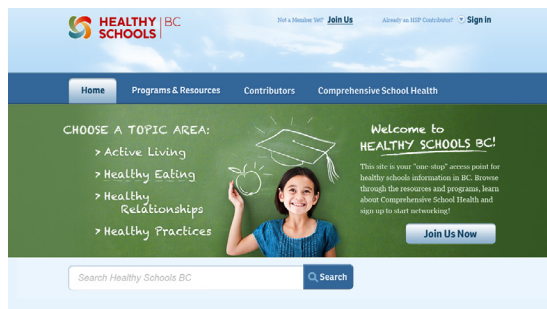 HEALTHY BC
SCHOOLS
Not a Member Yet? Join Us
Already an HSP Contributor? Sign in
Home
Programs & Resources
Contributors
Comprehensive School Health
CHOOSE A TOPIC AREA:
> Active Living
> Healthy Eating
> Healthy
Relationships
> Healthy Practices
Welcome to
HEALTHY SCHOOLS BC!
This site is your "one-stop" access point for
healthy schools information in BC. Browse
through the resources and programs, learn
about Comprehensive School Health and
sign up to start networking!
Join Us Now
Search Healthy Schools BC
Search